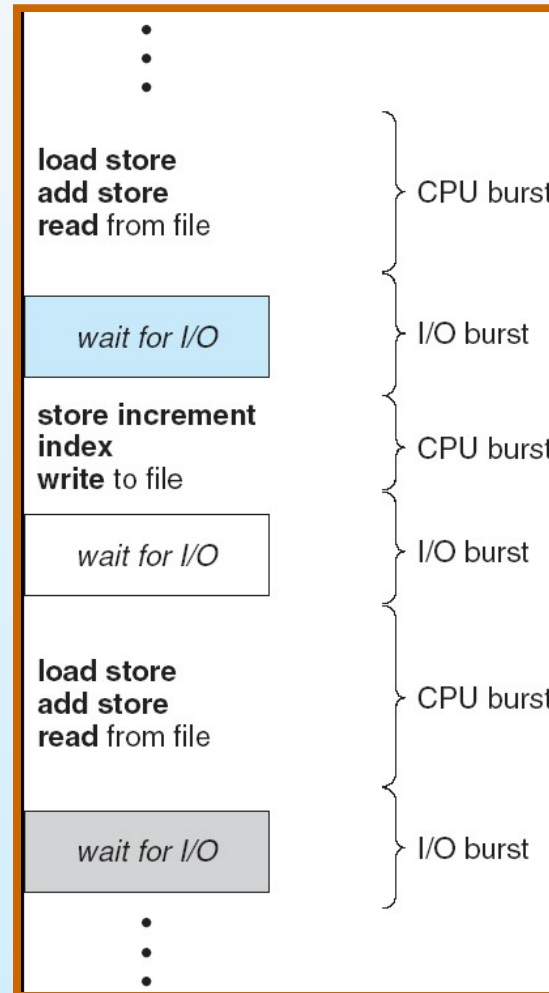 load store
add store
read from file
CPU burst
wait for I/O
I/O burst
store increment
index
write to file
CPU burst
wait for I/O
I/O burst
load store
add store
read from file
CPU burst
wait for I/O
I/O burst